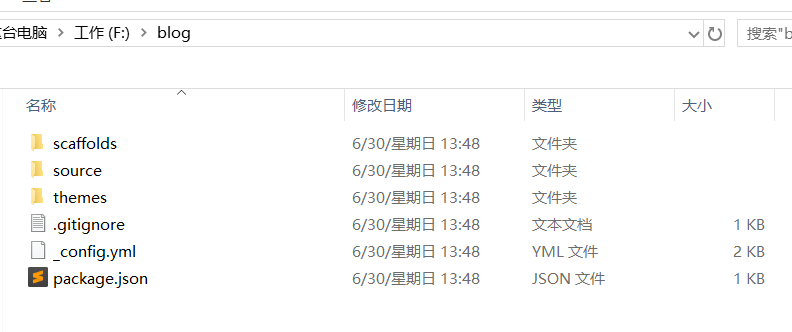 台电脑 > 工作 (F:) > blog
搜索"b
名称 修改日期 类型 大小
scaffolds 6/30/星期日 13:48 文件夹
source 6/30/星期日 13:48 文件夹
themes 6/30/星期日 13:48 文件夹
.gitignore 6/30/星期日 13:48 文本文档 1 KB
_config.yml 6/30/星期日 13:48 YML 文件 2 KB
package.json 6/30/星期日 13:48 JSON 文件 1 KB